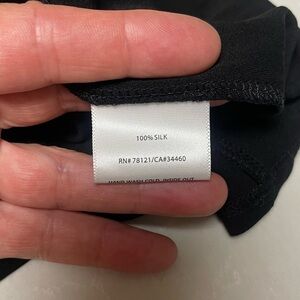 100% SILK
RN# 78121/CA#34460
HAND WASH COLD, INSIDE OUT